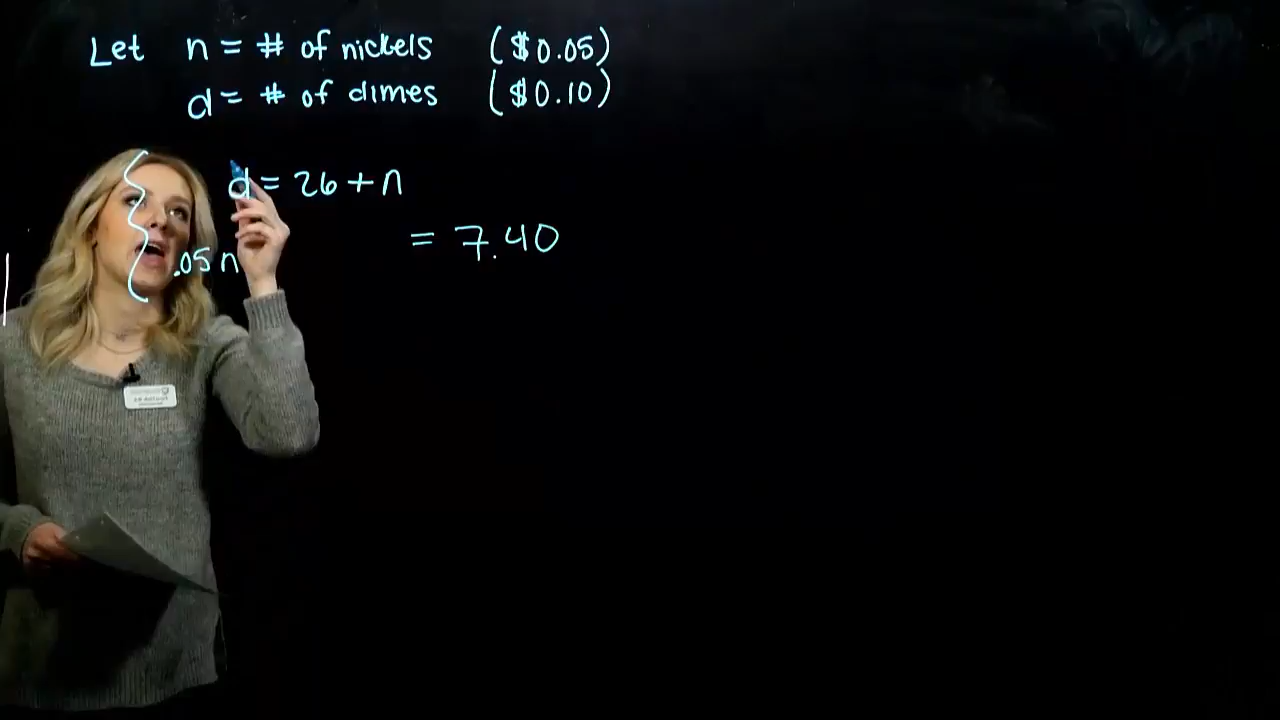 Let n = # of nickels ($0.05)
d = # of dimes ($0.10)
d = 26 + n
.05 n = 7.40